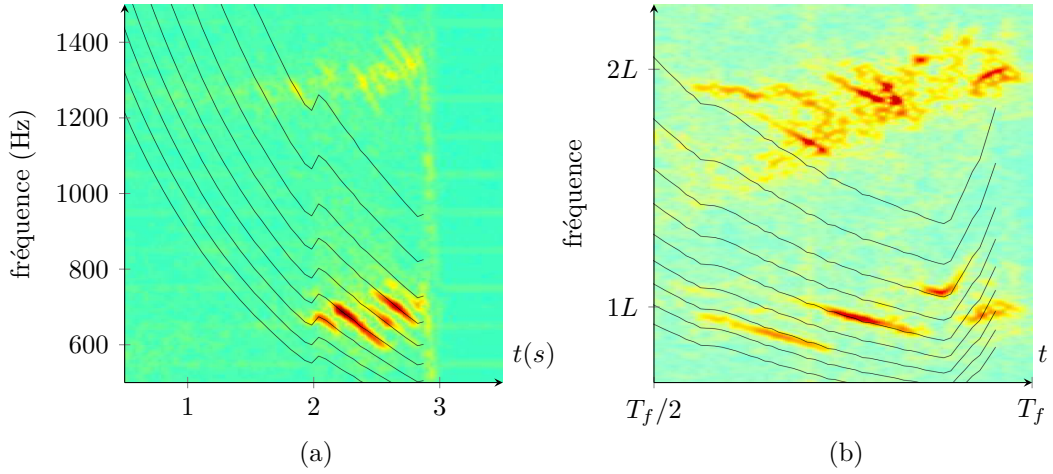 1400
1200
1000
800
600
fréquence (Hz)
t(s)
1 2 3
(a)
2L
1L
fréquence
t
T_f/2 T_f
(b)